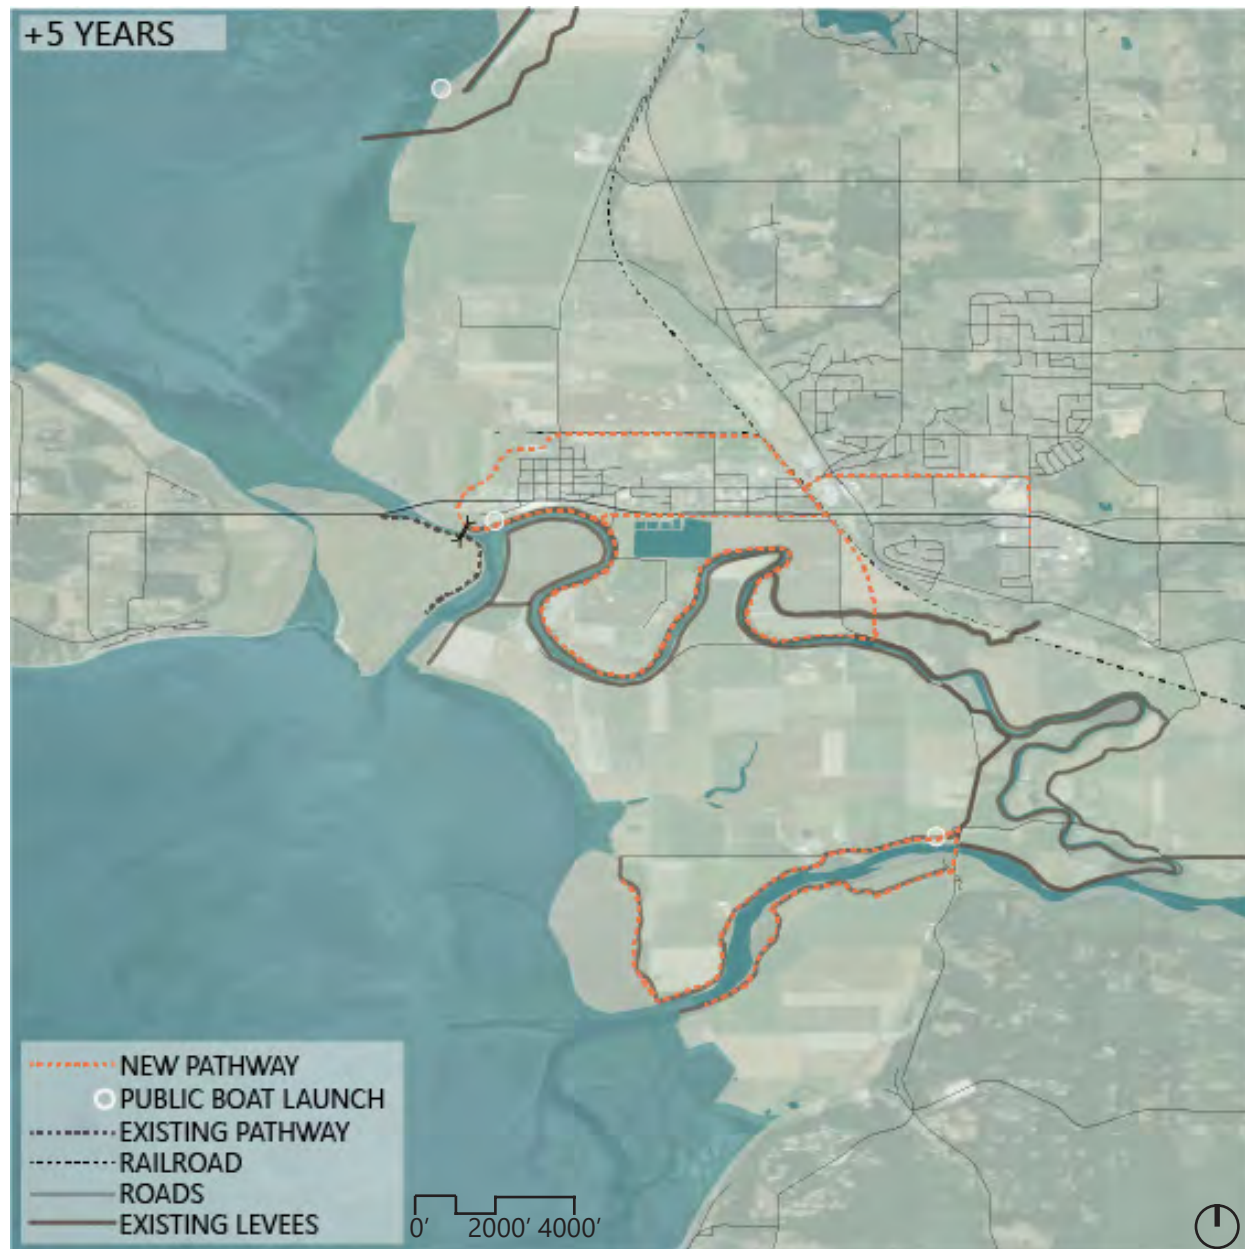 +5 YEARS
NEW PATHWAY
PUBLIC BOAT LAUNCH
EXISTING PATHWAY
RAILROAD
ROADS
EXISTING LEVEES
0' 2000' 4000'